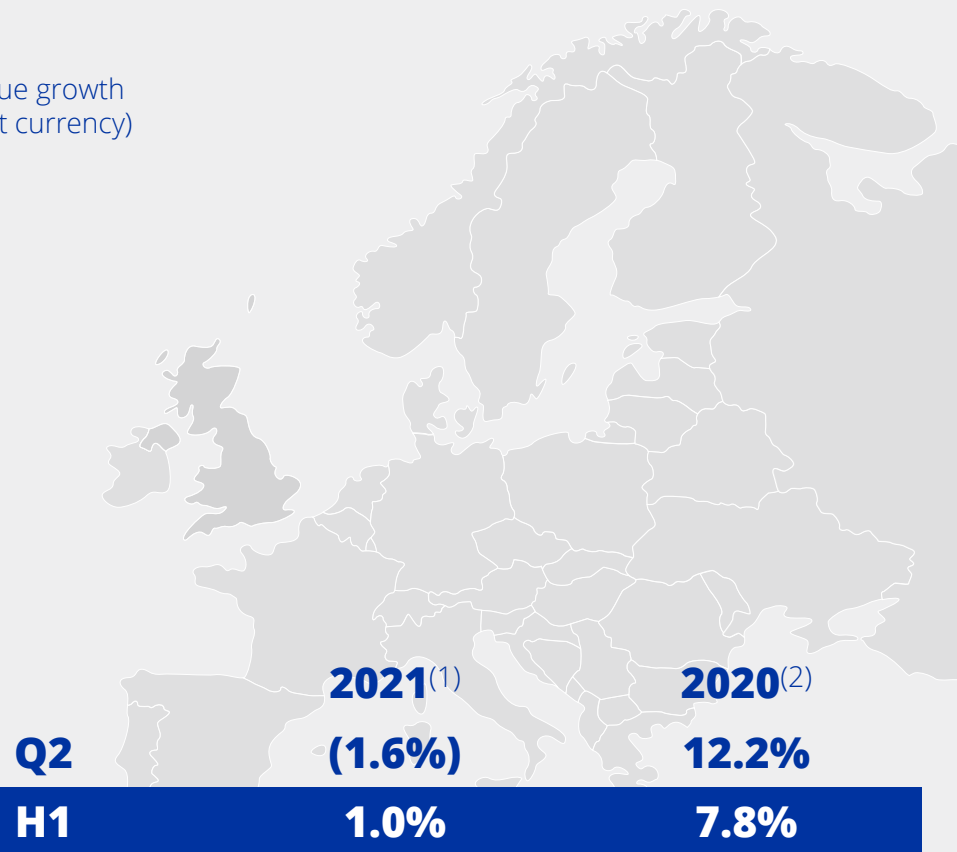 ue growth
t currency)
2021(1) 2020(2)
Q2 (1.6%) 12.2%
H1 1.0% 7.8%